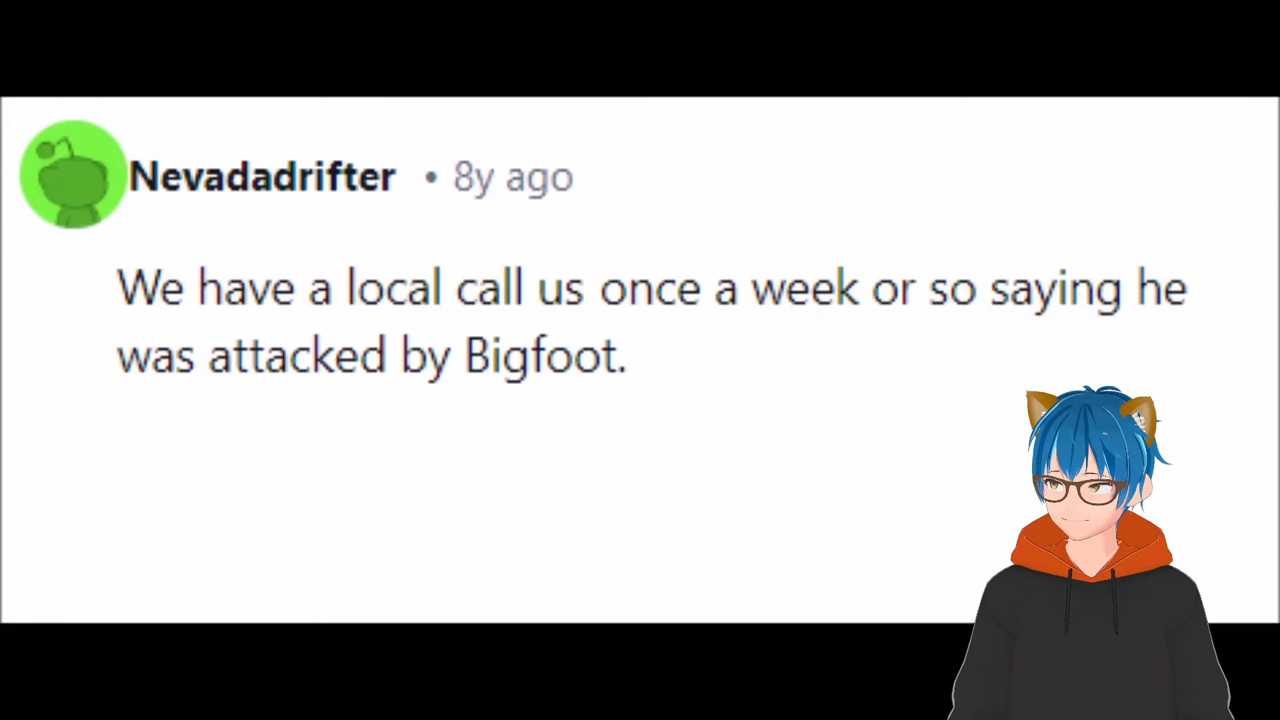 Nevadadrifter • 8y ago
We have a local call us once a week or so saying he
was attacked by Bigfoot.